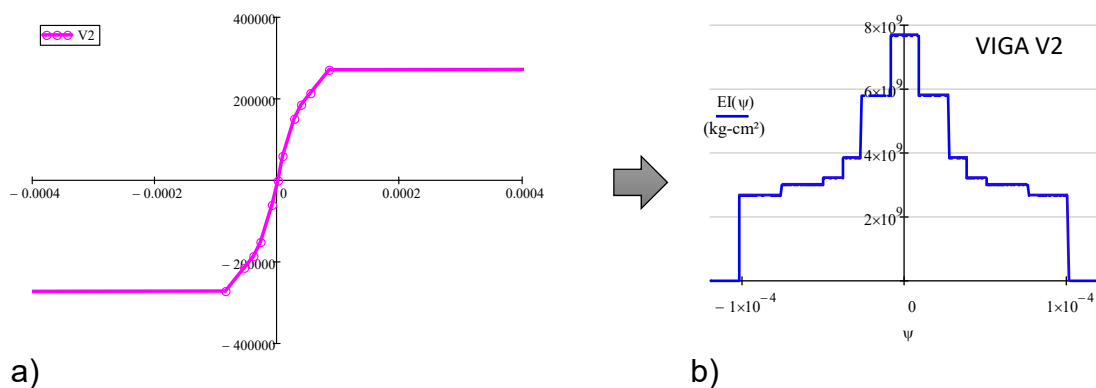 400000
V2
200000
− 0.0004
− 0.0002
0
0.0002
0.0004
− 200000
− 400000
a)
8×10⁹
VIGA V2
6×10⁹
EI(ψ)
(kg-cm²)
4×10⁹
2×10⁹
− 1×10⁻⁴
0
1×10⁻⁴
ψ
b)